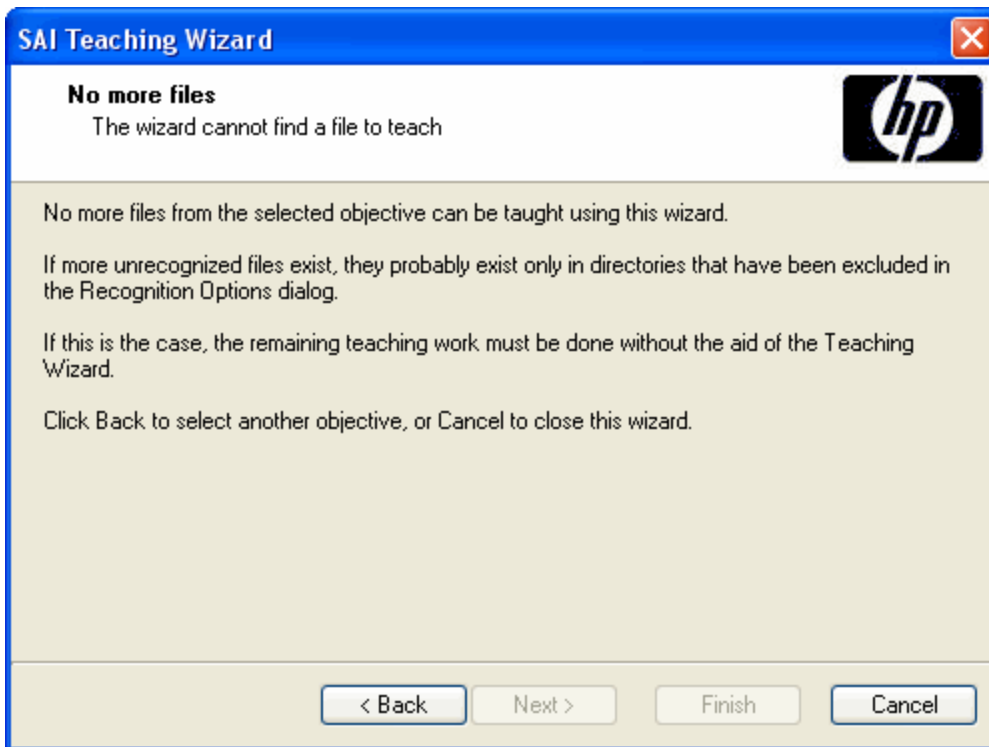 SAI Teaching Wizard
No more files
The wizard cannot find a file to teach
hp
No more files from the selected objective can be taught using this wizard.
If more unrecognized files exist, they probably exist only in directories that have been excluded in
the Recognition Options dialog.
If this is the case, the remaining teaching work must be done without the aid of the Teaching
Wizard.
Click Back to select another objective, or Cancel to close this wizard.
< Back
Next >
Finish
Cancel